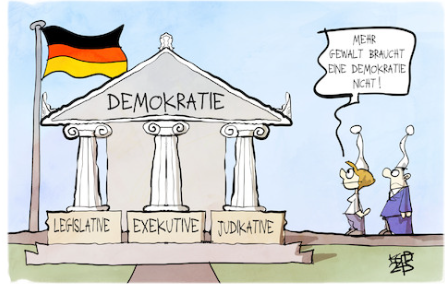 MEHR
GEWALT BRAUCHT
EINE DEMOKRATIE
NICHT!
DEMOKRATIE
LEGISLATIVE
EXEKUTIVE
JUDIKATIVE